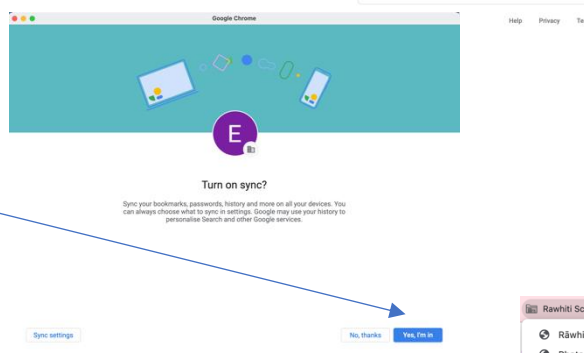 Google Chrome
Help Privacy
E
Turn on sync?
Sync your bookmarks, passwords, history and more on all your devices. You
can always choose what to sync in settings. Google may use your history to
personalise Search and other Google services.
Sync settings
No, thanks
Yes, I'm in
Rawhiti